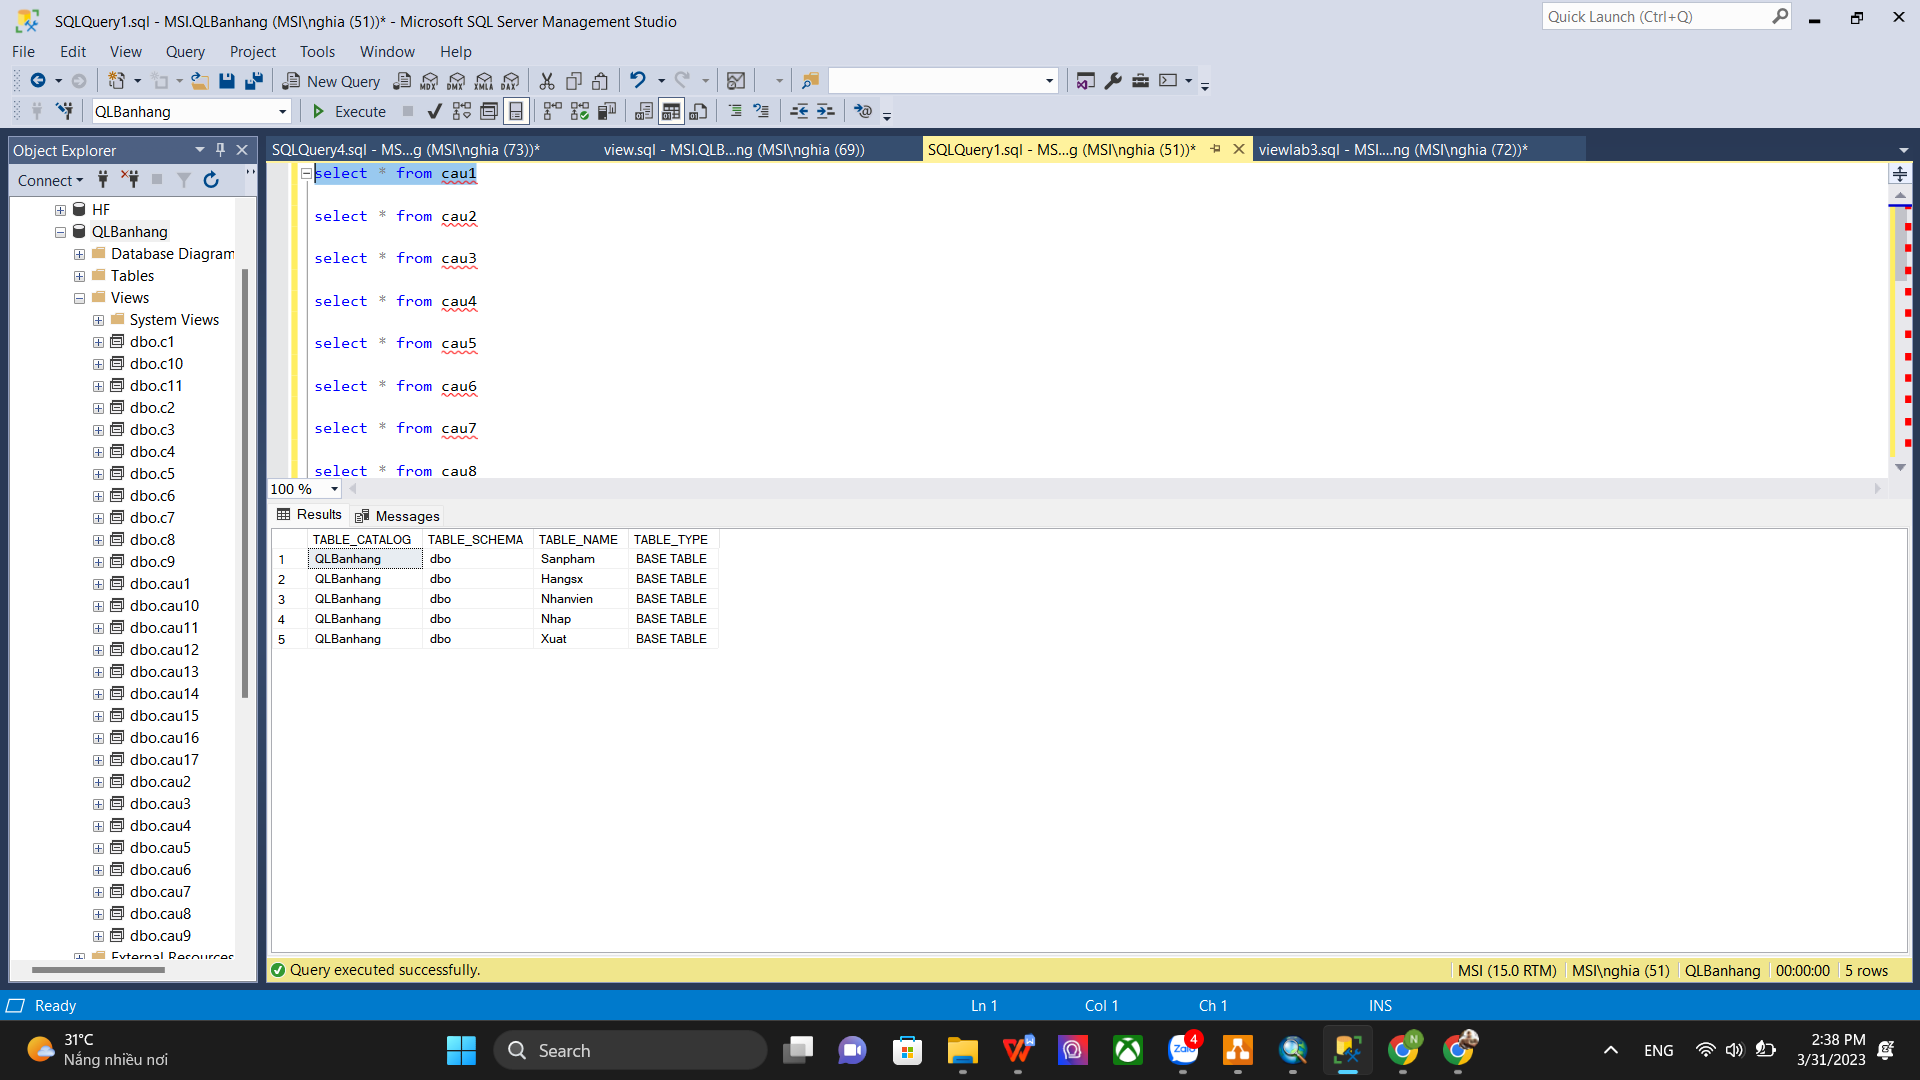 SQLQuery1.sql - MSI.QLBanhang (MSI\nghia (51))* - Microsoft SQL Server Management Studio
Quick Launch (Ctrl+Q)
File Edit View Query Project Tools Window Help
New Query MDX DMX XMLA DAX
QLBanhang Execute
Object Explorer
SQLQuery4.sql - MS...g (MSI\nghia (73))* view.sql - MSI.QLB...ng (MSI\nghia (69)) SQLQuery1.sql - MS...g (MSI\nghia (51))* viewlab3.sql - MSI....ng (MSI\nghia (72))*
Connect
HF
QLBanhang
Database Diagram
Tables
Views
System Views
dbo.c1
dbo.c10
dbo.c11
dbo.c2
dbo.c3
dbo.c4
dbo.c5
dbo.c6
dbo.c7
dbo.c8
dbo.c9
dbo.cau1
dbo.cau10
dbo.cau11
dbo.cau12
dbo.cau13
dbo.cau14
dbo.cau15
dbo.cau16
dbo.cau17
dbo.cau2
dbo.cau3
dbo.cau4
dbo.cau5
dbo.cau6
dbo.cau7
dbo.cau8
dbo.cau9
External Resources
select * from cau1
select * from cau2
select * from cau3
select * from cau4
select * from cau5
select * from cau6
select * from cau7
select * from cau8
100 %
Results Messages
TABLE_CATALOG TABLE_SCHEMA TABLE_NAME TABLE_TYPE
1 QLBanhang dbo Sanpham BASE TABLE
2 QLBanhang dbo Hangsx BASE TABLE
3 QLBanhang dbo Nhanvien BASE TABLE
4 QLBanhang dbo Nhap BASE TABLE
5 QLBanhang dbo Xuat BASE TABLE
Query executed successfully. MSI (15.0 RTM) MSI\nghia (51) QLBanhang 00:00:00 5 rows
Ready Ln 1 Col 1 Ch 1 INS
31°C
Nắng nhiều nơi
Search
Zalo
4
N
ENG
2:38 PM
3/31/2023